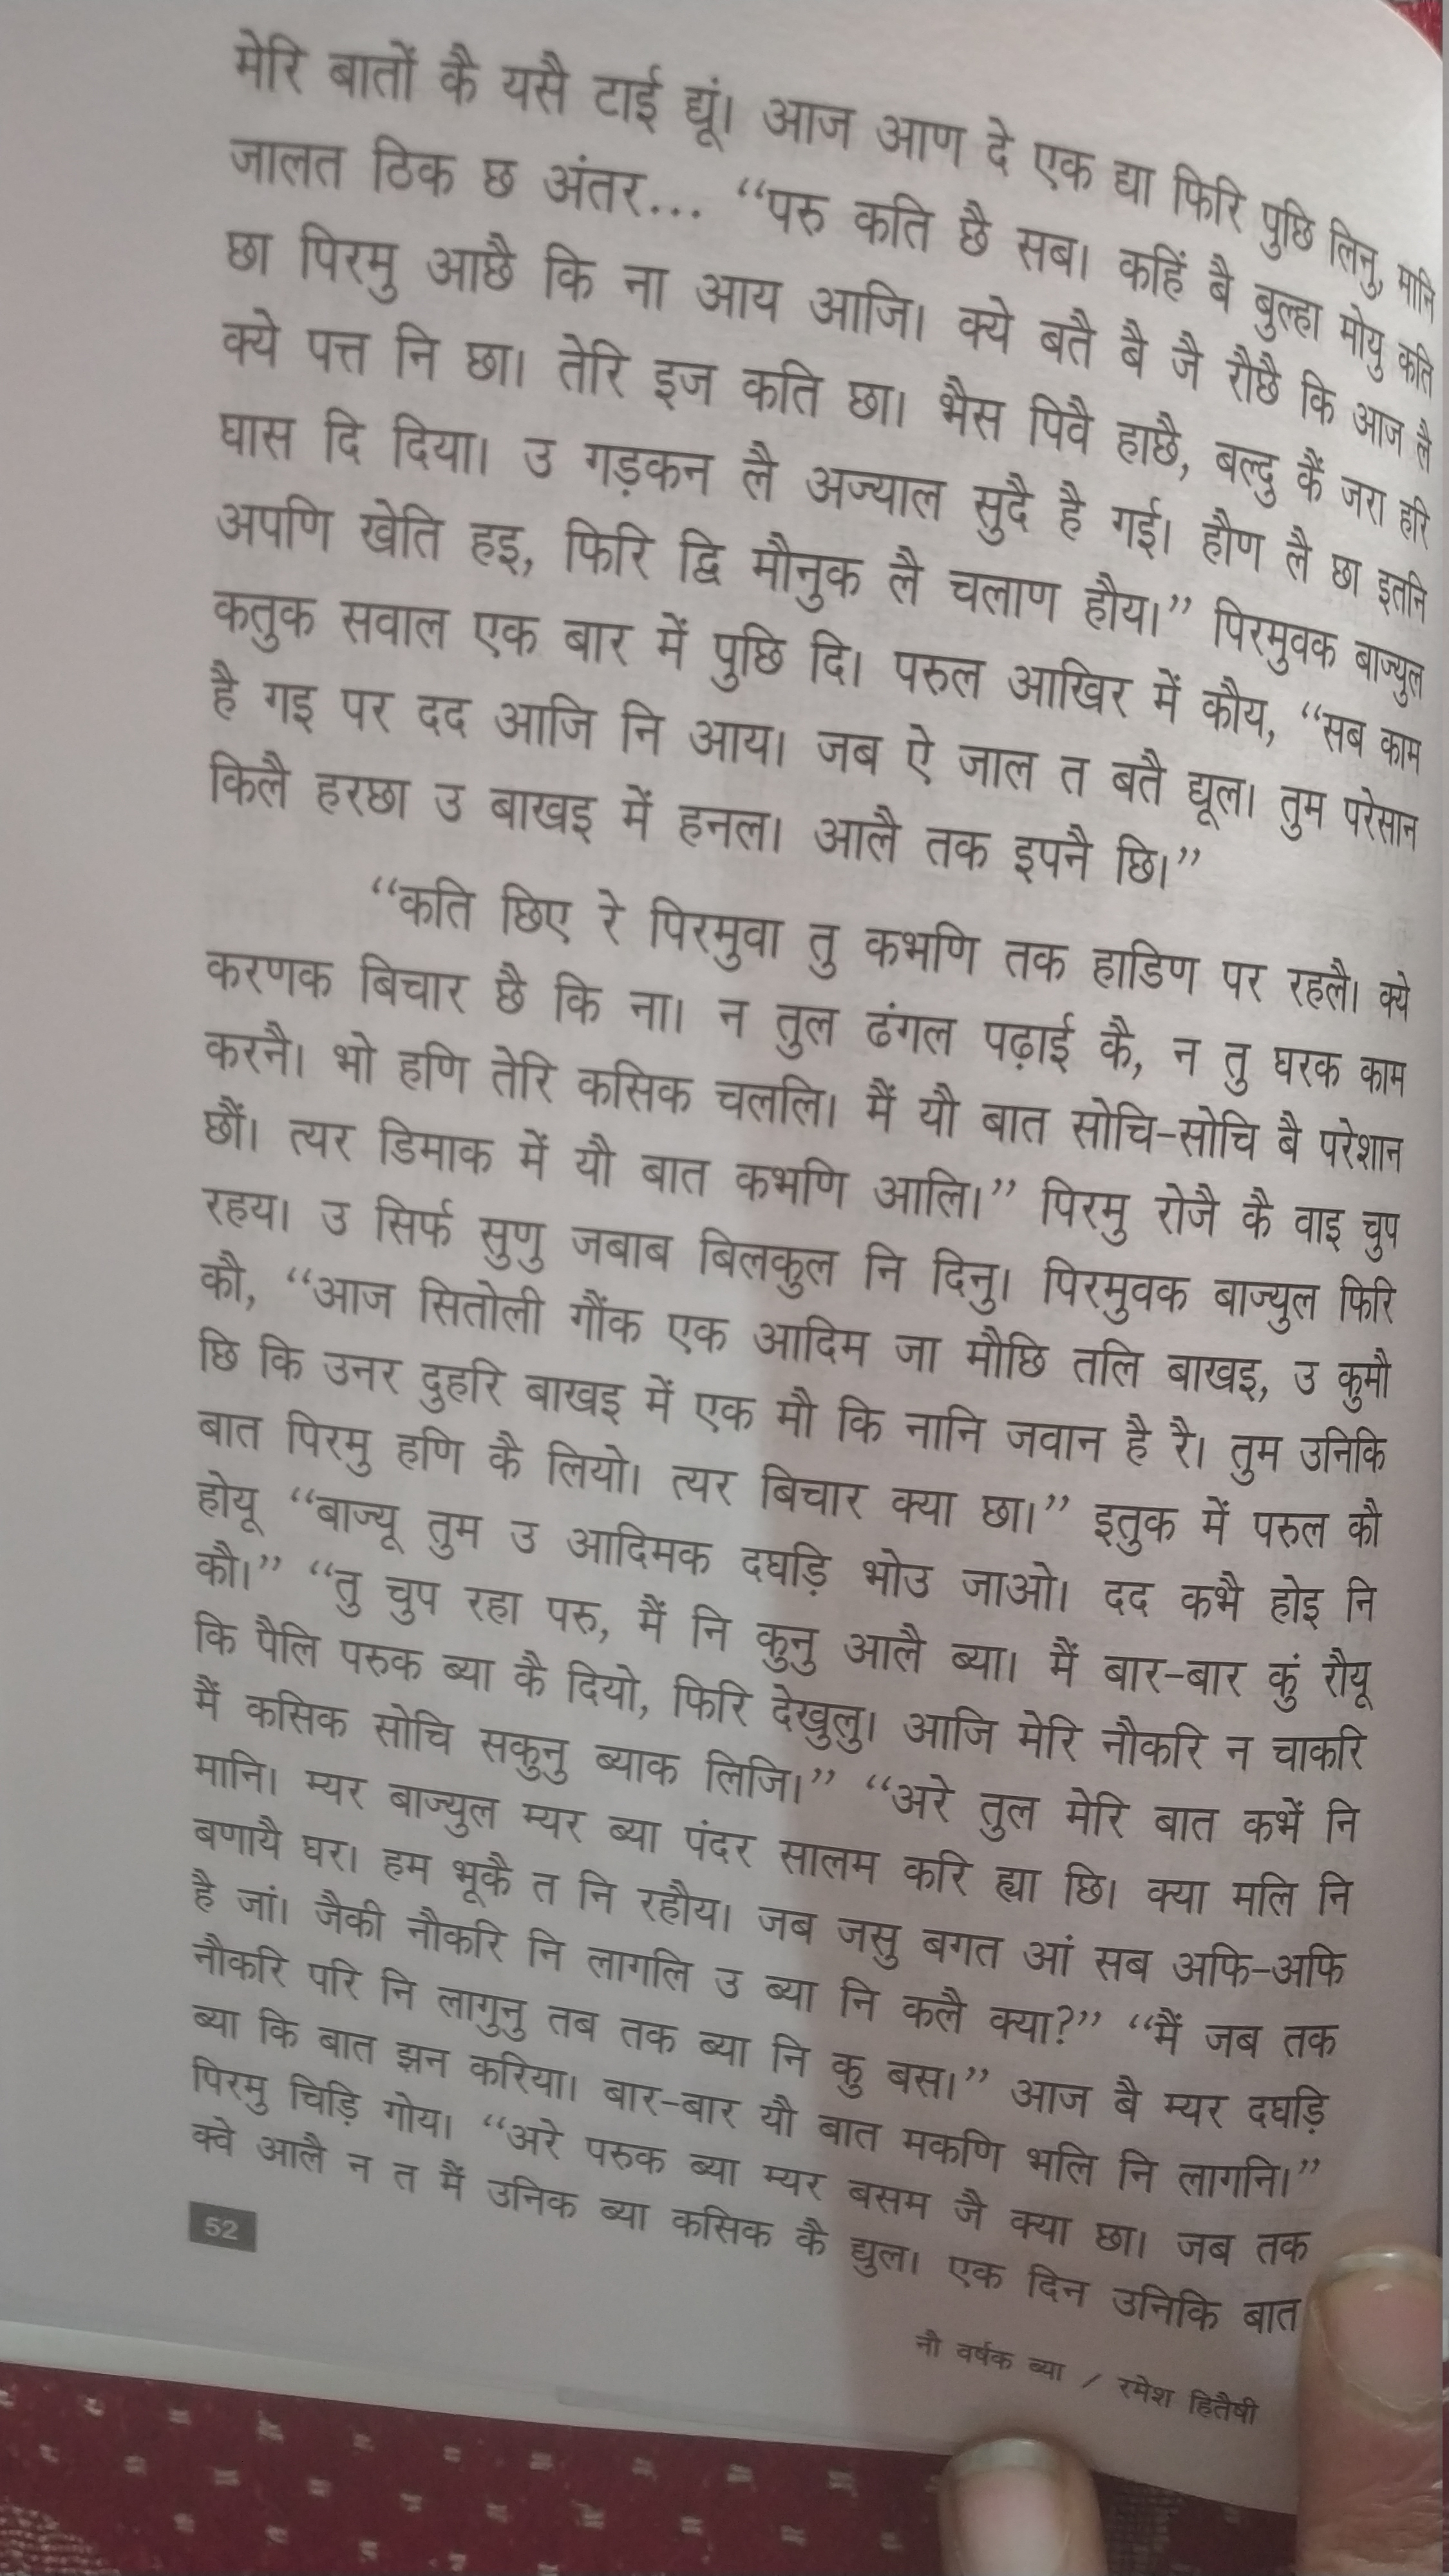 मेरि बातों कै यसै टाई द्यूं। आज आण दे एक द्या फिरि पुछि लिनु, मानि
जालत ठिक छ अंतर... “परु कति छै सब। कहिं बै बुल्हा मोयु कति
छा पिरमु आछै कि ना आय आजि। क्ये बतै बै जै रौछै कि आज लै
क्ये पत्त नि छा। तेरि इज कति छा। भैस पिवै हाछै, बल्दु कैं जरा हरि
घास दि दिया। उ गड़कन लै अज्याल सुदै है गई। हौण लै छा इतनि
अपणि खेति हइ, फिरि द्वि मौनुक लै चलाण हौय।” पिरमुवक बाज्युल
कतुक सवाल एक बार में पुछि दि। परुल आखिर में कौय, “सब काम
है गइ पर दद आजि नि आय। जब ऐ जाल त बतै द्यूल। तुम परेसान
किलै हरछा उ बाखइ में हनल। आलै तक इपनै छि।”
“कति छिए रे पिरमुवा तु कभणि तक हाडिण पर रहलै। क्ये
करणक बिचार छै कि ना। न तुल ढंगल पढ़ाई कै, न तु घरक काम
करनै। भो हणि तेरि कसिक चललि। मैं यौ बात सोचि-सोचि बै परेशान
छौं। त्यर डिमाक में यौ बात कभणि आलि।” पिरमु रोजै कै वाइ चुप
रहय। उ सिर्फ सुणु जबाब बिलकुल नि दिनु। पिरमुवक बाज्युल फिरि
कौ, “आज सितोली गौंक एक आदिम जा मौछि तलि बाखइ, उ कुमौ
छि कि उनर दुहरि बाखइ में एक मौ कि नानि जवान है रै। तुम उनिकि
बात पिरमु हणि कै लियो। त्यर बिचार क्या छा।” इतुक में परुल कौ
होयू “बाज्यू तुम उ आदिमक दघड़ि भोउ जाओ। दद कभै होइ नि
कौ।” “तु चुप रहा परु, मैं नि कुनु आलै ब्या। मैं बार-बार कुं रौयू
कि पैलि परुक ब्या कै दियो, फिरि देखुलु। आजि मेरि नौकरि न चाकरि
मैं कसिक सोचि सकुनु ब्याक लिजि।” “अरे तुल मेरि बात कभें नि
मानि। म्यर बाज्युल म्यर ब्या पंदर सालम करि ह्या छि। क्या मलि नि
बणायै घर। हम भूकै त नि रहौय। जब जसु बगत आं सब अफि-अफि
है जां। जैकी नौकरि नि लागलि उ ब्या नि कलै क्या?” “मैं जब तक
नौकरि परि नि लागुनु तब तक ब्या नि कु बस।” आज बै म्यर दघड़ि
ब्या कि बात झन करिया। बार-बार यौ बात मकणि भलि नि लागनि।”
पिरमु चिड़ि गोय। “अरे परुक ब्या म्यर बसम जै क्या छा। जब तक
क्वे आलै न त मैं उनिक ब्या कसिक कै द्युल। एक दिन उनिकि बात
52
नौ वर्षक ब्या / रमेश हितैषी